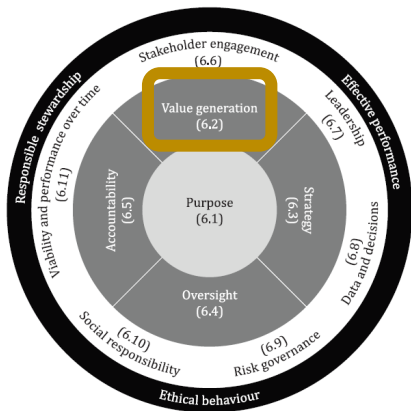 Stakeholder engagement
(6.6)
Responsible stewardship
Effective performance
Value generation
(6.2)
Leadership
(6.7)
Viability and performance over time
(6.11)
Accountability
(6.5)
Purpose
(6.1)
Strategy
(6.3)
Data and decisions
(6.8)
Oversight
(6.4)
Social responsibility
(6.10)
Risk governance
(6.9)
Ethical behaviour